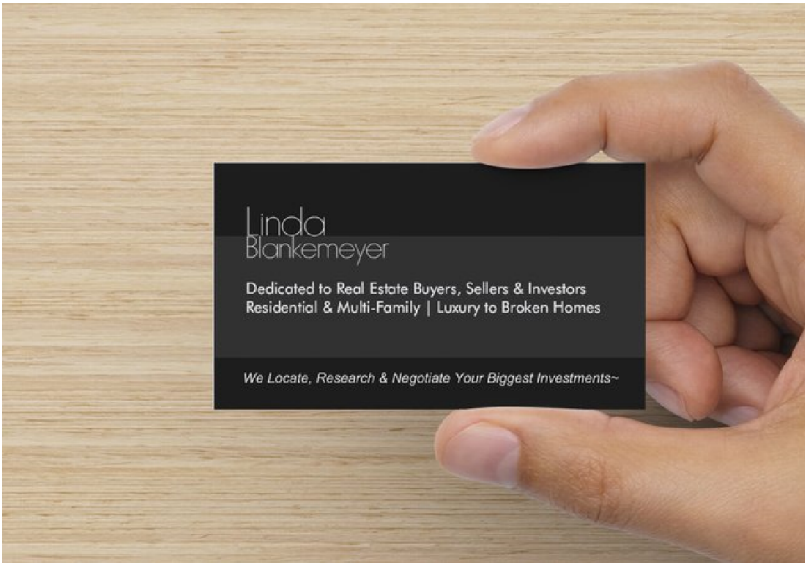 Linda
Blankemeyer
Dedicated to Real Estate Buyers, Sellers & Investors
Residential & Multi-Family | Luxury to Broken Homes
We Locate, Research & Negotiate Your Biggest Investments~